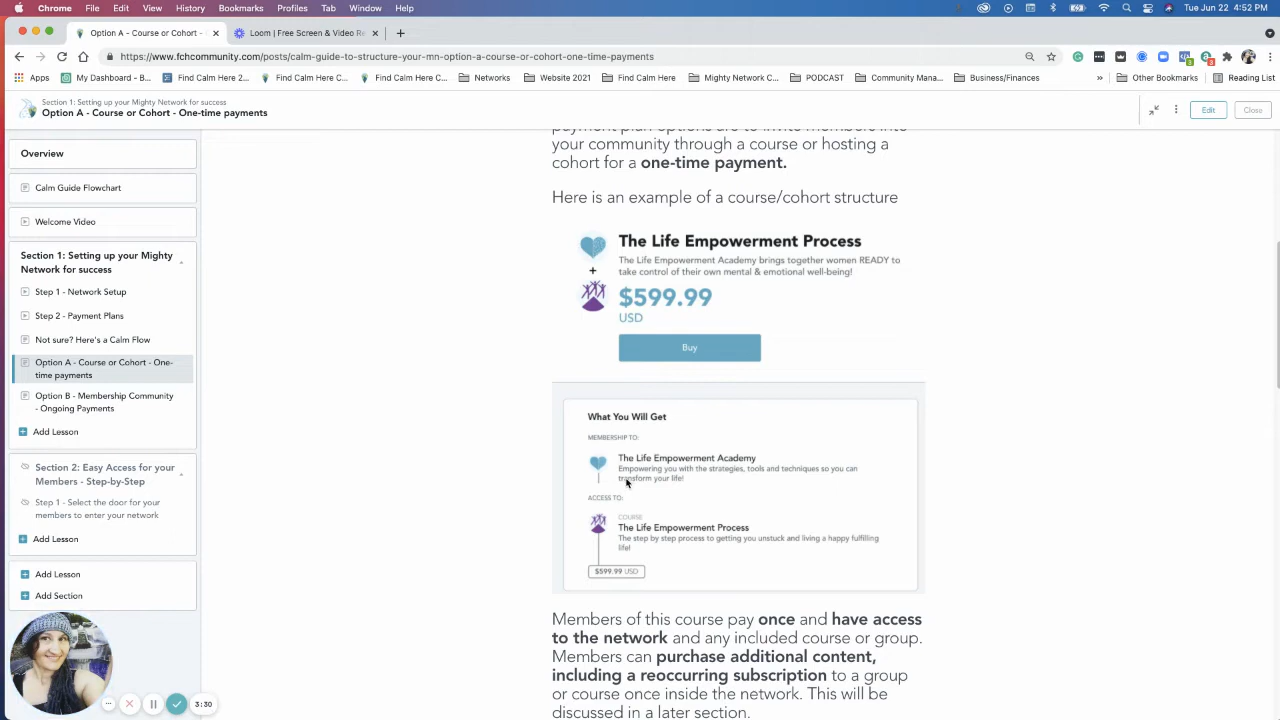 Chrome File Edit View History Bookmarks Profiles Tab Window Help
Tue Jun 22 4:52 PM
Option A - Course or Cohort -
Loom | Free Screen & Video Re
https://www.fchcommunity.com/posts/calm-guide-to-structure-your-mn-option-a-course-or-cohort-one-time-payments
Apps
My Dashboard - B...
Find Calm Here 2...
Find Calm Here C...
Find Calm Here C...
Networks
Website 2021
Find Calm Here
Mighty Network C...
PODCAST
Community Mana...
Business/Finances
»
Other Bookmarks
Reading List
Section 1: Setting up your Mighty Network for success
Option A - Course or Cohort - One-time payments
Edit
Close
Overview
Calm Guide Flowchart
Welcome Video
Section 1: Setting up your Mighty
Network for success
Step 1 - Network Setup
Step 2 - Payment Plans
Not sure? Here's a Calm Flow
Option A - Course or Cohort - One-
time payments
Option B - Membership Community
- Ongoing Payments
Add Lesson
Section 2: Easy Access for your
Members - Step-by-Step
Step 1 - Select the door for your
members to enter your network
Add Lesson
Add Lesson
Add Section
3:30
payment plan options are to invite members into
your community through a course or hosting a
cohort for a one-time payment.
Here is an example of a course/cohort structure
The Life Empowerment Process
The Life Empowerment Academy brings together women READY to
take control of their own mental & emotional well-being!
+
$599.99
USD
Buy
What You Will Get
MEMBERSHIP TO:
The Life Empowerment Academy
Empowering you with the strategies, tools and techniques so you can
transform your life!
ACCESS TO:
COURSE
The Life Empowerment Process
The step by step process to getting you unstuck and living a happy fulfilling
life!
$599.99 USD
Members of this course pay once and have access
to the network and any included course or group.
Members can purchase additional content,
including a reoccurring subscription to a group
or course once inside the network. This will be
discussed in a later section.